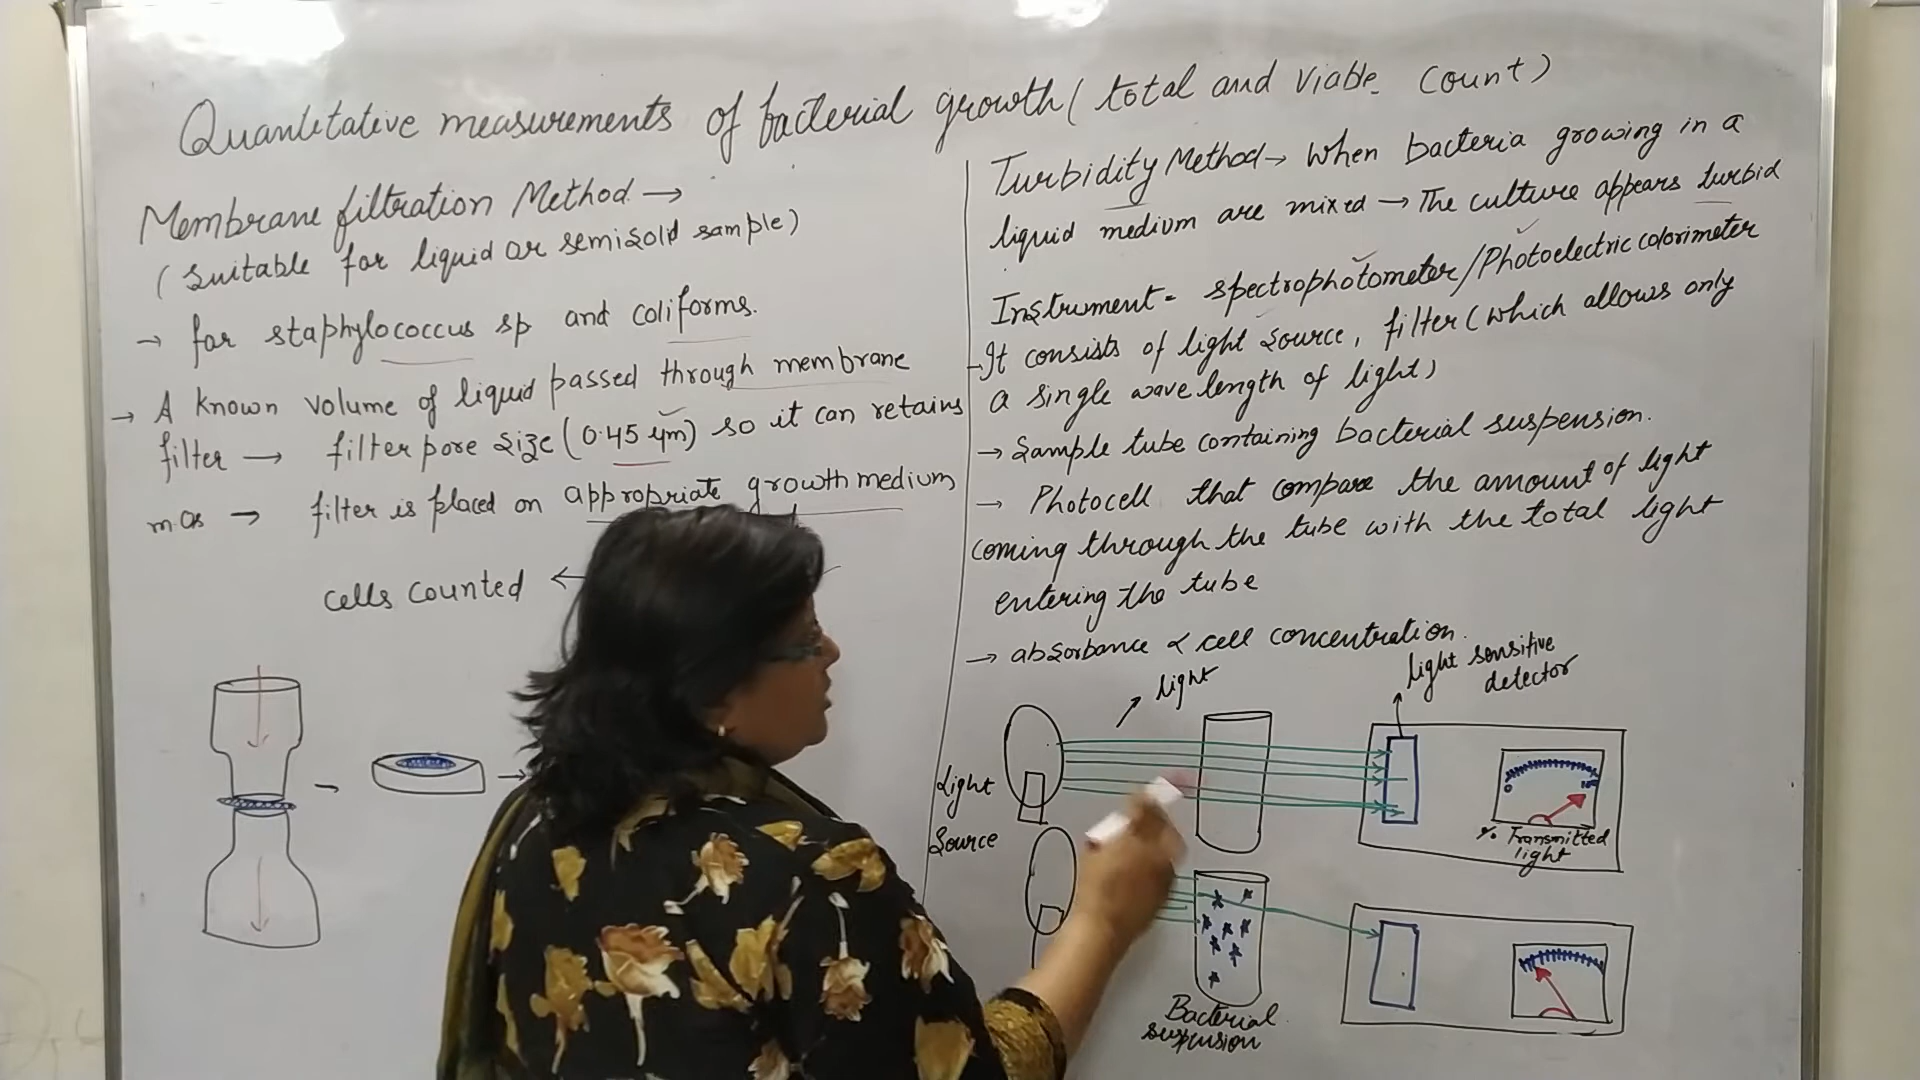 Quantitative measurements of bacterial growth (total and viable count)
Membrane filtration Method →
(suitable for liquid or semisolid sample)
→ for staphylococcus sp and coliforms.
→ A known volume of liquid passed through membrane
filter → filter pore size (0.45 µm) so it can retains
m.os → filter is placed on appropriate growth medium
cells counted ←
Turbidity Method → When bacteria growing in a
liquid medium are mixed → The culture appears turbid
Instrument = spectrophotometer/Photoelectric colorimeter
→ It consists of light source, filter (which allows only
a single wave length of light)
→ Sample tube containing bacterial suspension.
→ Photocell that compare the amount of light
coming through the tube with the total light
entering the tube
→ absorbance ∝ cell concentration.
light
light sensitive
detector
Light
Source
0
% Transmitted
light
Bacterial
suspension